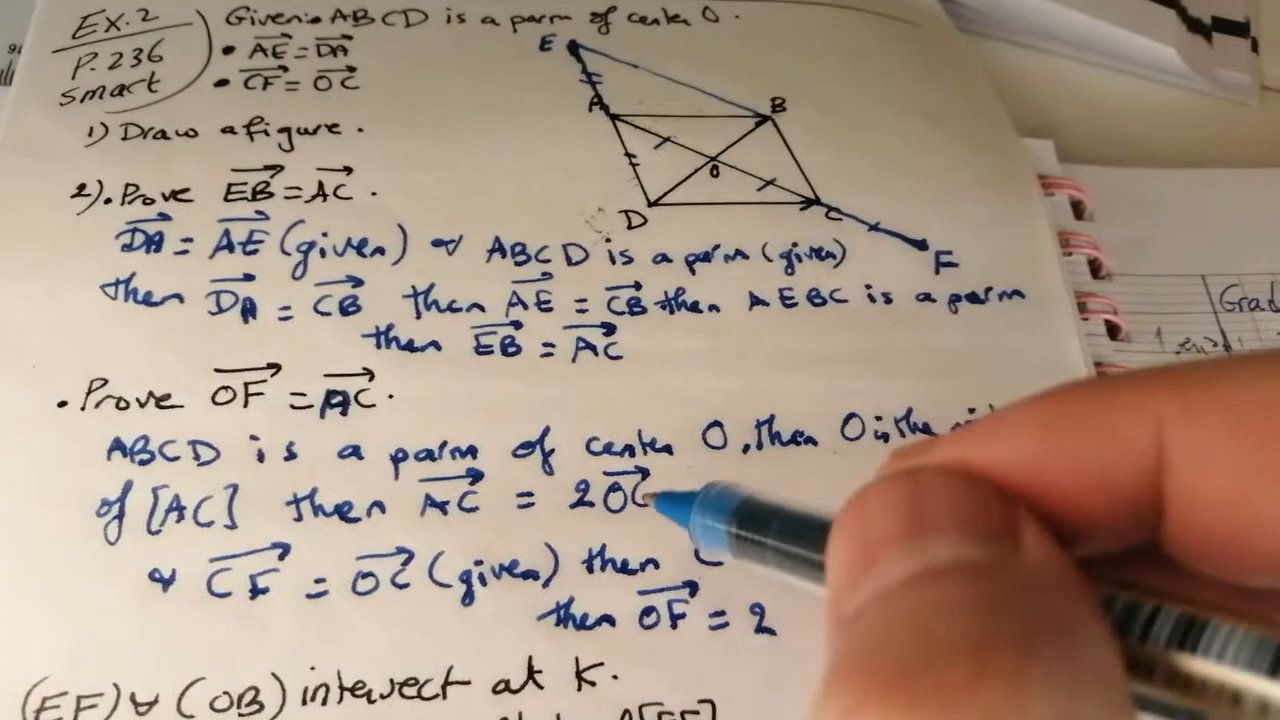 EX.2
P.236
smart
Given: ABCD is a parm of center O.
• AE = DA
• CF = OC
1) Draw a figure.
2). Prove EB = AC.
DA = AE (given) & ABCD is a parm (given)
then DA = CB then AE = CB then AEBC is a parm
then EB = AC
• Prove OF = AC.
ABCD is a parm of center O, then O is the
of [AC] then AC = 2OC
& CF = OC (given) then
then OF = 2
(EF) & (OB) intersect at K.
E
A
B
O
D
C
F
Grad